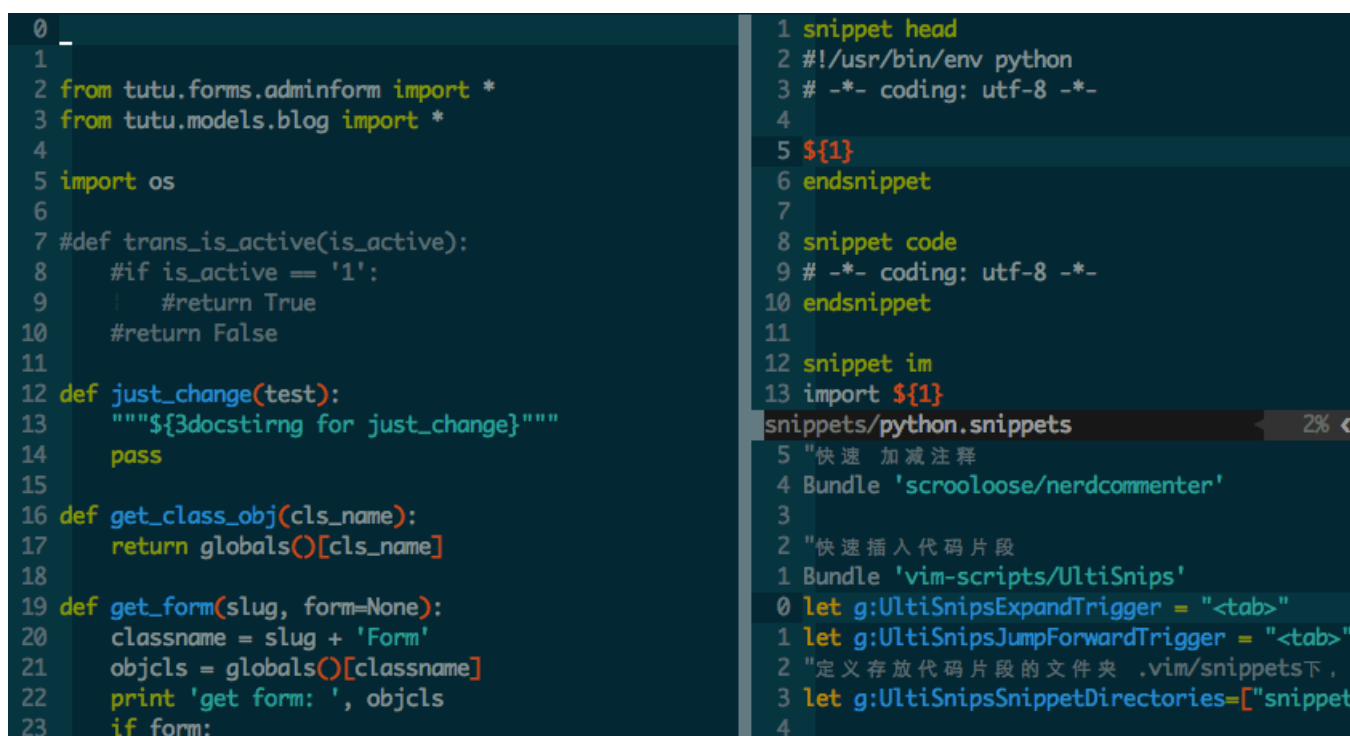 0
1
2 from tutu.forms.adminform import *
3 from tutu.models.blog import *
4
5 import os
6
7 #def trans_is_active(is_active):
8     #if is_active == '1':
9         #return True
10     #return False
11
12 def just_change(test):
13     """${3docstirng for just_change}"""
14     pass
15
16 def get_class_obj(cls_name):
17     return globals()[cls_name]
18
19 def get_form(slug, form=None):
20     classname = slug + 'Form'
21     objcls = globals()[classname]
22     print 'get form: ', objcls
23     if form:
1 snippet head
2 #!/usr/bin/env python
3 # -*- coding: utf-8 -*-
4
5 ${1}
6 endsnippet
7
8 snippet code
9 # -*- coding: utf-8 -*-
10 endsnippet
11
12 snippet im
13 import ${1}
snippets/python.snippets 2%
5 "快速 加减注释
4 Bundle 'scrooloose/nerdcommenter'
3
2 "快速插入代码片段
1 Bundle 'vim-scripts/UltiSnips'
0 let g:UltiSnipsExpandTrigger = "<tab>"
1 let g:UltiSnipsJumpForwardTrigger = "<tab>"
2 "定义存放代码片段的文件夹 .vim/snippets下，
3 let g:UltiSnipsSnippetDirectories=["snippet
4